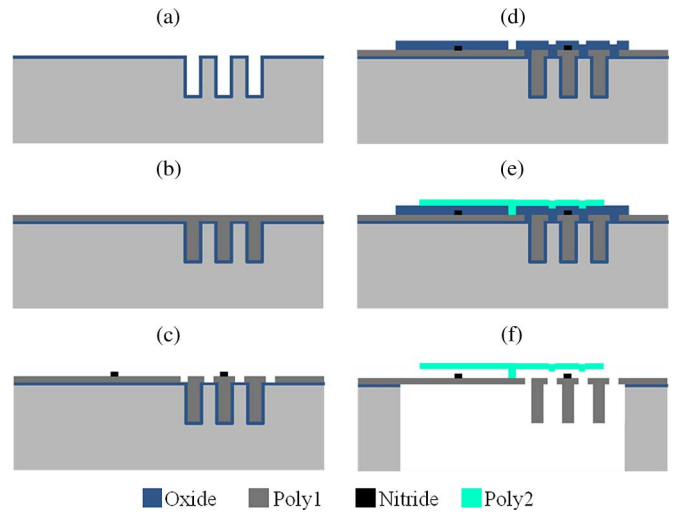 (a)
(d)
(b)
(e)
(c)
(f)
Oxide Poly1 Nitride Poly2